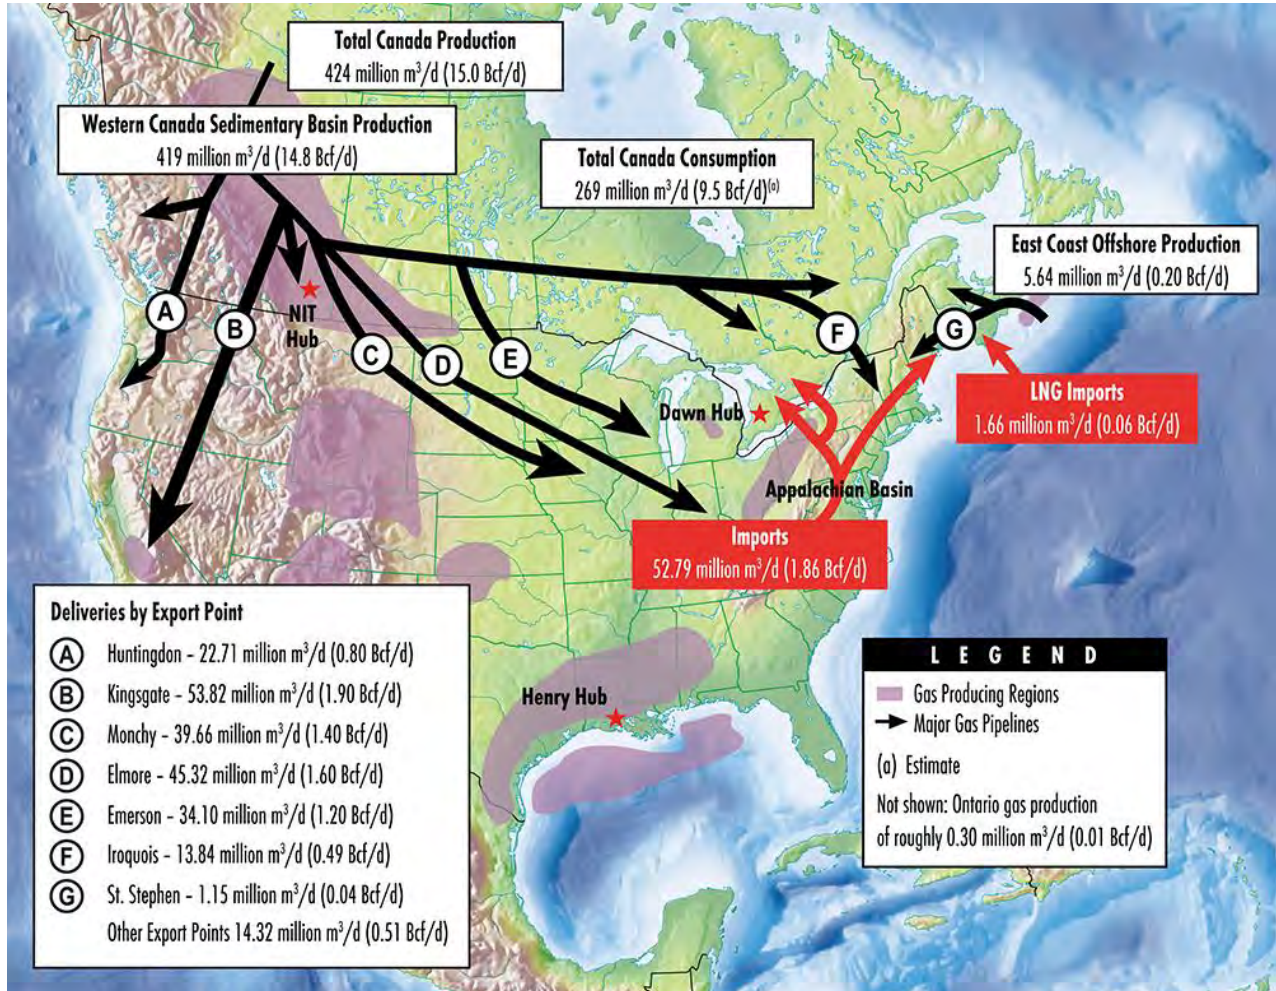 Total Canada Production
424 million m³/d (15.0 Bcf/d)
Western Canada Sedimentary Basin Production
419 million m³/d (14.8 Bcf/d)
Total Canada Consumption
269 million m³/d (9.5 Bcf/d)⁽ᵃ⁾
East Coast Offshore Production
5.64 million m³/d (0.20 Bcf/d)
A
B
NIT
Hub
C
D
E
F
G
Dawn Hub
LNG Imports
1.66 million m³/d (0.06 Bcf/d)
Appalachian Basin
Imports
52.79 million m³/d (1.86 Bcf/d)
Henry Hub
Deliveries by Export Point
A Huntingdon – 22.71 million m³/d (0.80 Bcf/d)
B Kingsgate – 53.82 million m³/d (1.90 Bcf/d)
C Monchy – 39.66 million m³/d (1.40 Bcf/d)
D Elmore – 45.32 million m³/d (1.60 Bcf/d)
E Emerson – 34.10 million m³/d (1.20 Bcf/d)
F Iroquois – 13.84 million m³/d (0.49 Bcf/d)
G St. Stephen – 1.15 million m³/d (0.04 Bcf/d)
Other Export Points 14.32 million m³/d (0.51 Bcf/d)
LEGEND
Gas Producing Regions
Major Gas Pipelines
(a) Estimate
Not shown: Ontario gas production
of roughly 0.30 million m³/d (0.01 Bcf/d)